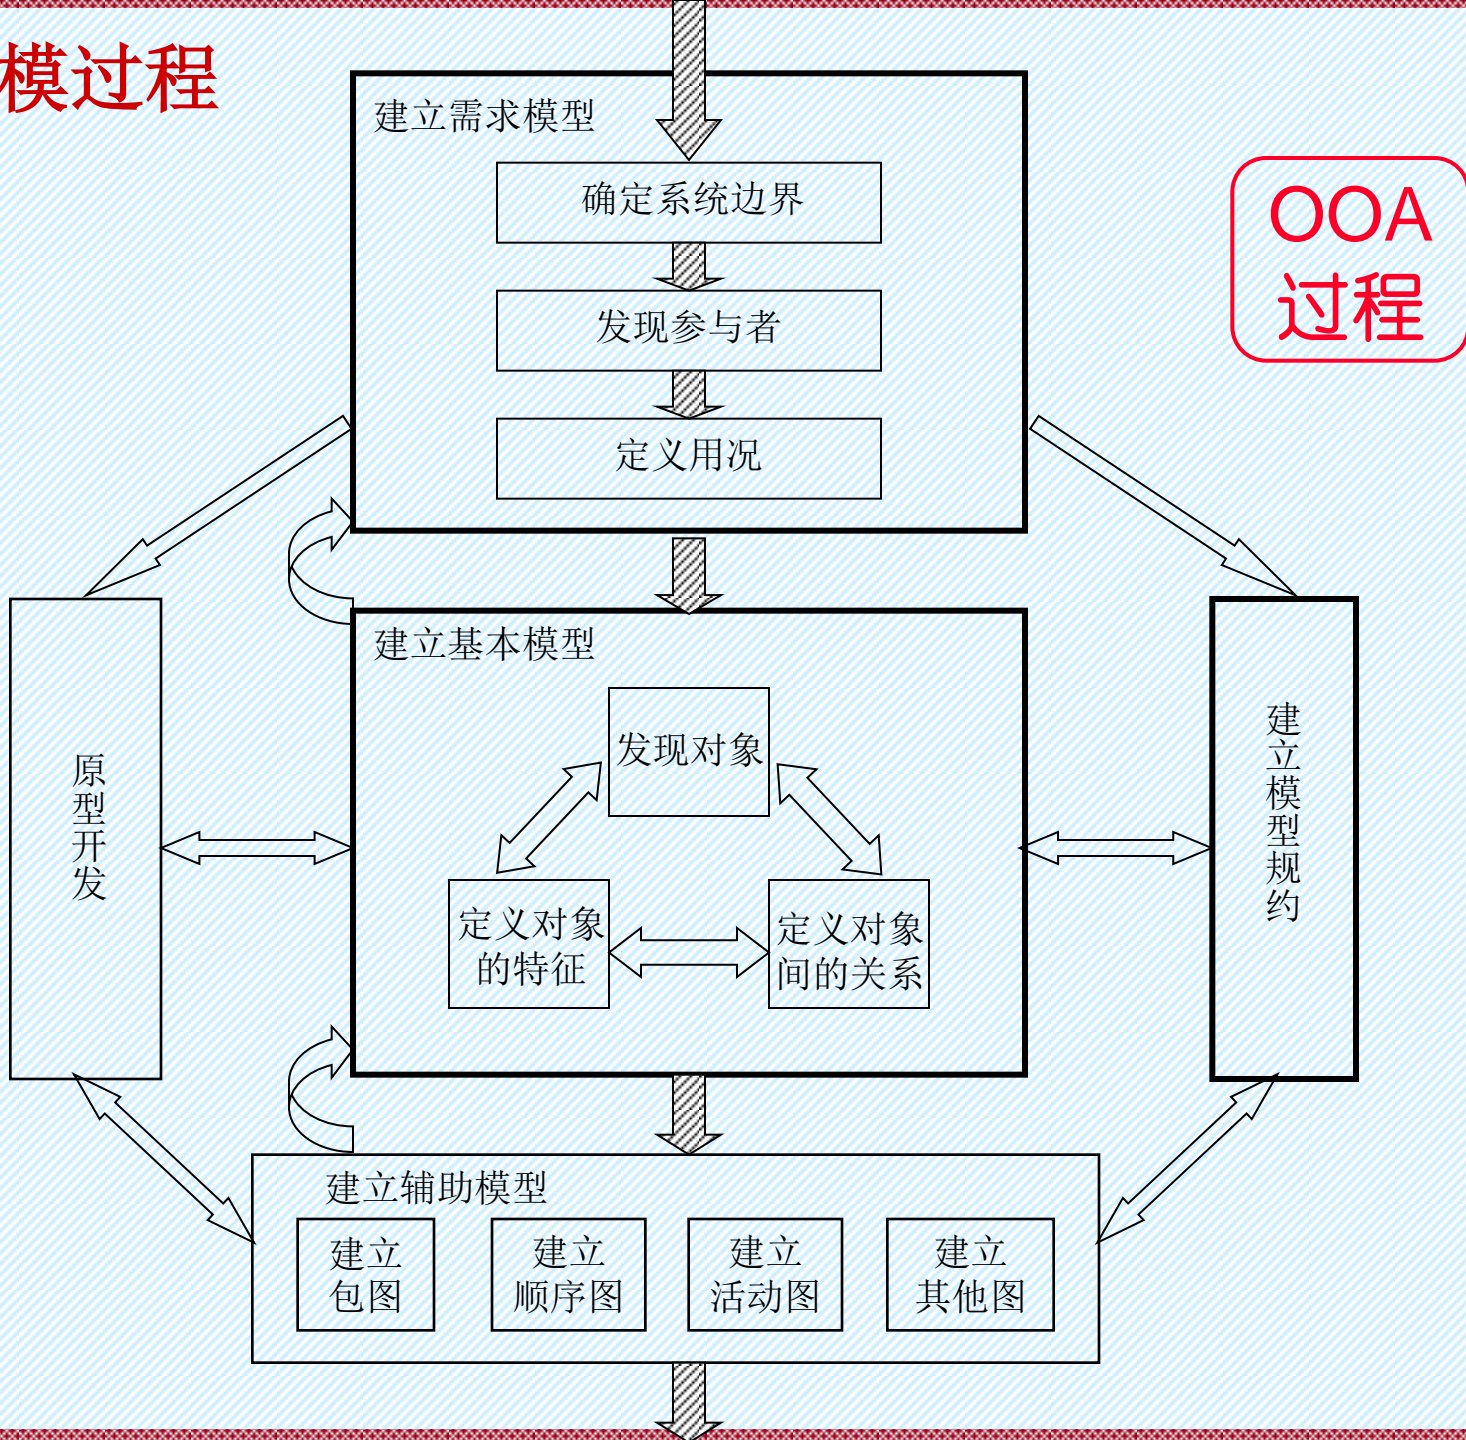 模过程
建立需求模型
确定系统边界
发现参与者
定义用况
OOA
过程
建立基本模型
发现对象
定义对象
的特征
定义对象
间的关系
原型开发
建立模型规约
建立辅助模型
建立
包图
建立
顺序图
建立
活动图
建立
其他图